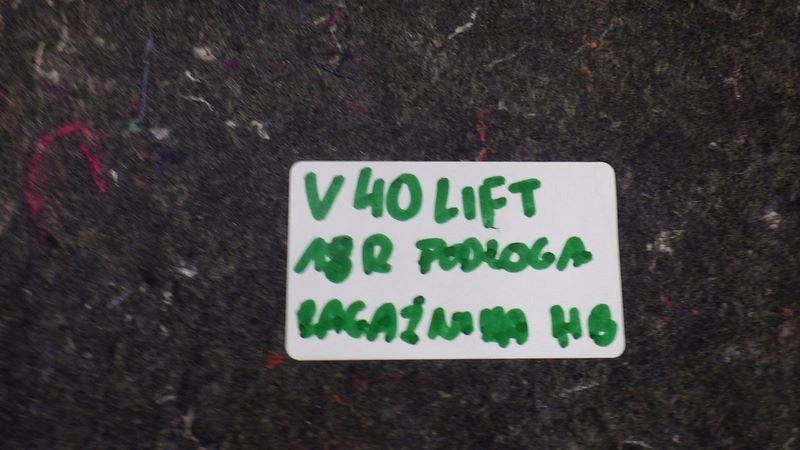 V40 LIFT
18R PODŁOGA
BAGAŻNIKA HB